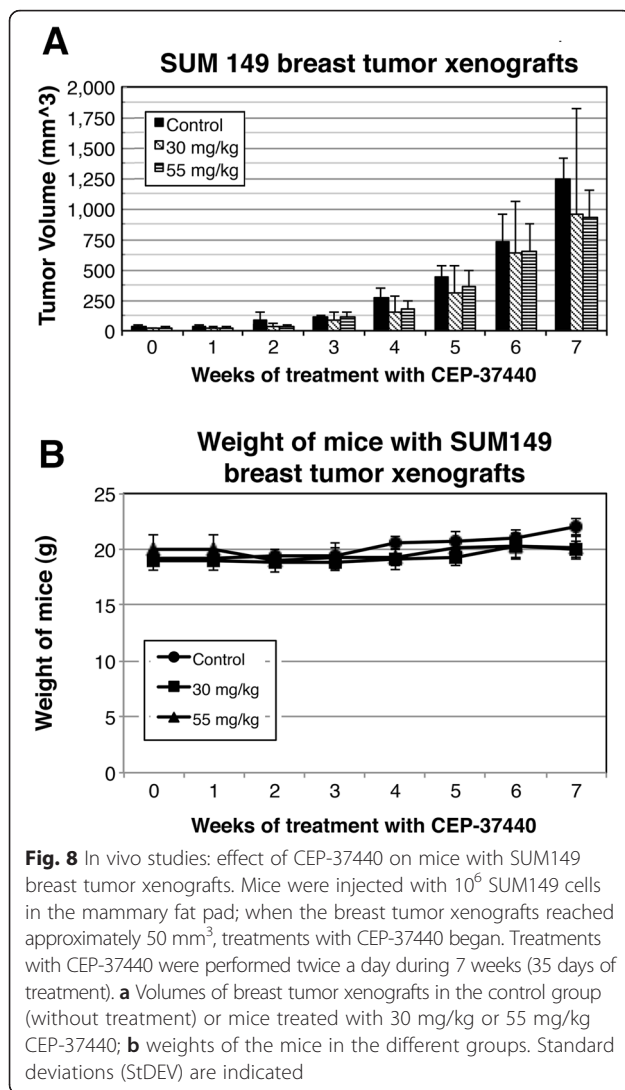 A
SUM 149 breast tumor xenografts
Tumor Volume (mm^3)
2,000
1,750
1,500
1,250
1,000
750
500
250
0
Control
30 mg/kg
55 mg/kg
0 1 2 3 4 5 6 7
Weeks of treatment with CEP-37440
B
Weight of mice with SUM149
breast tumor xenografts
Weight of mice (g)
25
20
15
10
5
0
Control
30 mg/kg
55 mg/kg
0 1 2 3 4 5 6 7
Weeks of treatment with CEP-37440
Fig. 8 In vivo studies: effect of CEP-37440 on mice with SUM149
breast tumor xenografts. Mice were injected with 10⁶ SUM149 cells
in the mammary fat pad; when the breast tumor xenografts reached
approximately 50 mm³, treatments with CEP-37440 began. Treatments
with CEP-37440 were performed twice a day during 7 weeks (35 days of
treatment). a Volumes of breast tumor xenografts in the control group
(without treatment) or mice treated with 30 mg/kg or 55 mg/kg
CEP-37440; b weights of the mice in the different groups. Standard
deviations (StDEV) are indicated